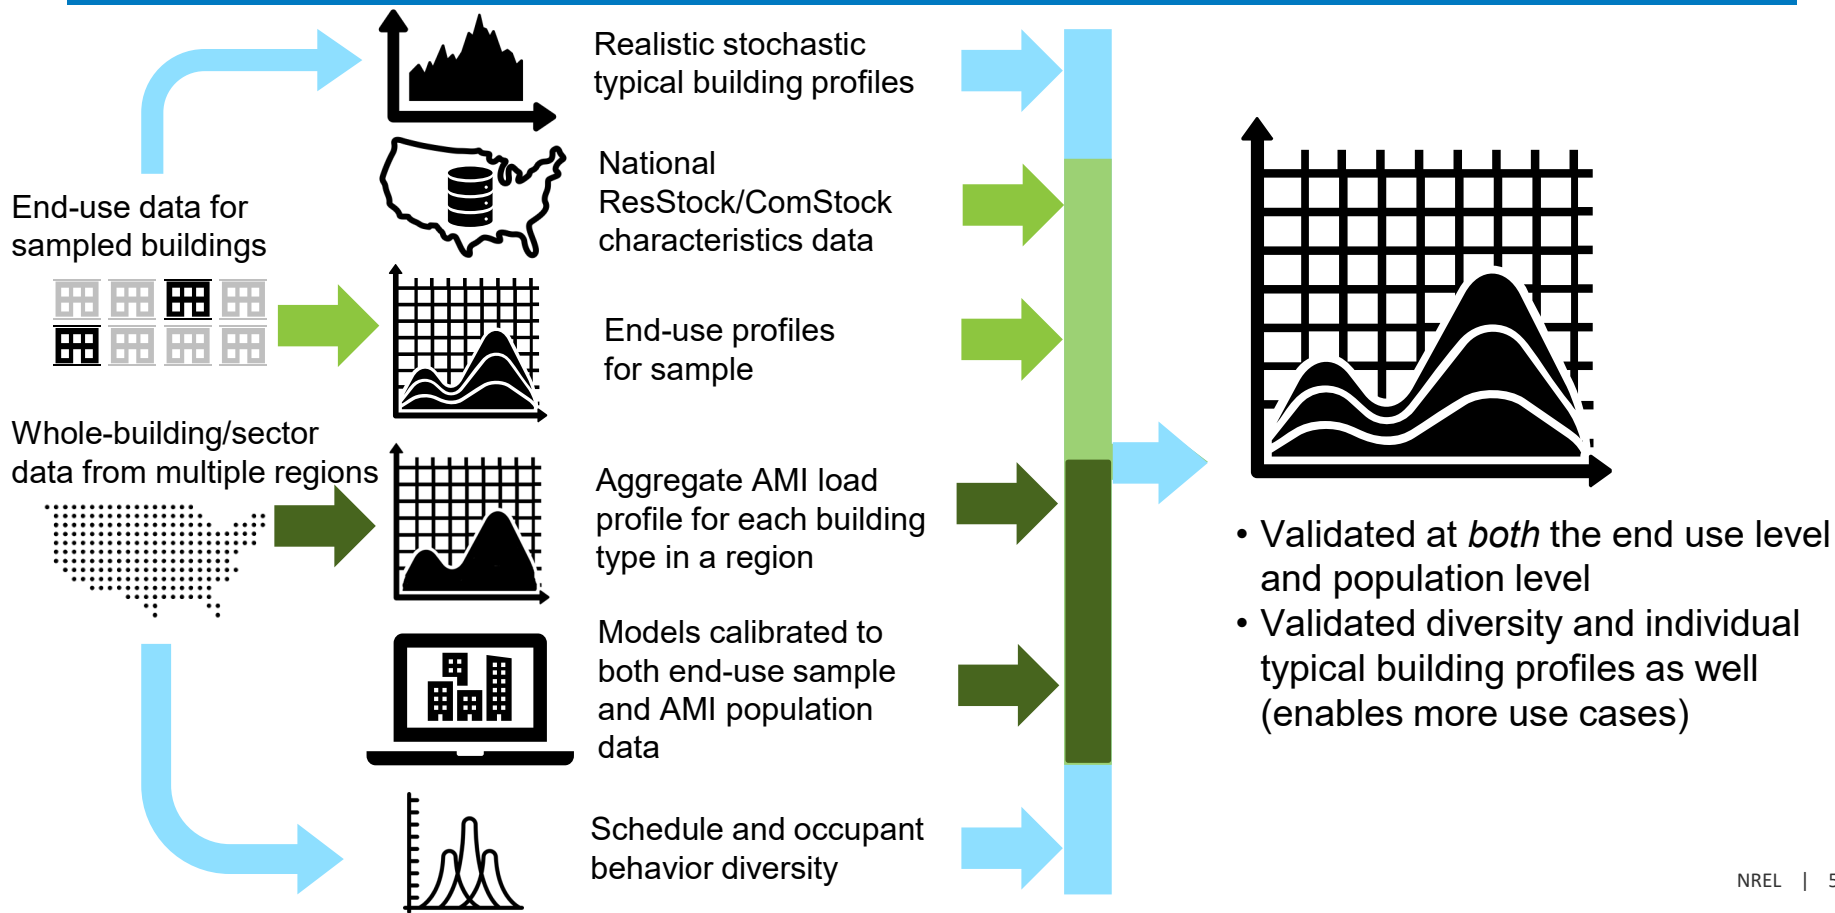 End-use data for
sampled buildings
Whole-building/sector
data from multiple regions
Realistic stochastic
typical building profiles
National
ResStock/ComStock
characteristics data
End-use profiles
for sample
Aggregate AMI load
profile for each building
type in a region
Models calibrated to
both end-use sample
and AMI population
data
Schedule and occupant
behavior diversity
• Validated at both the end use level
and population level
• Validated diversity and individual
typical building profiles as well
(enables more use cases)
NREL | 5